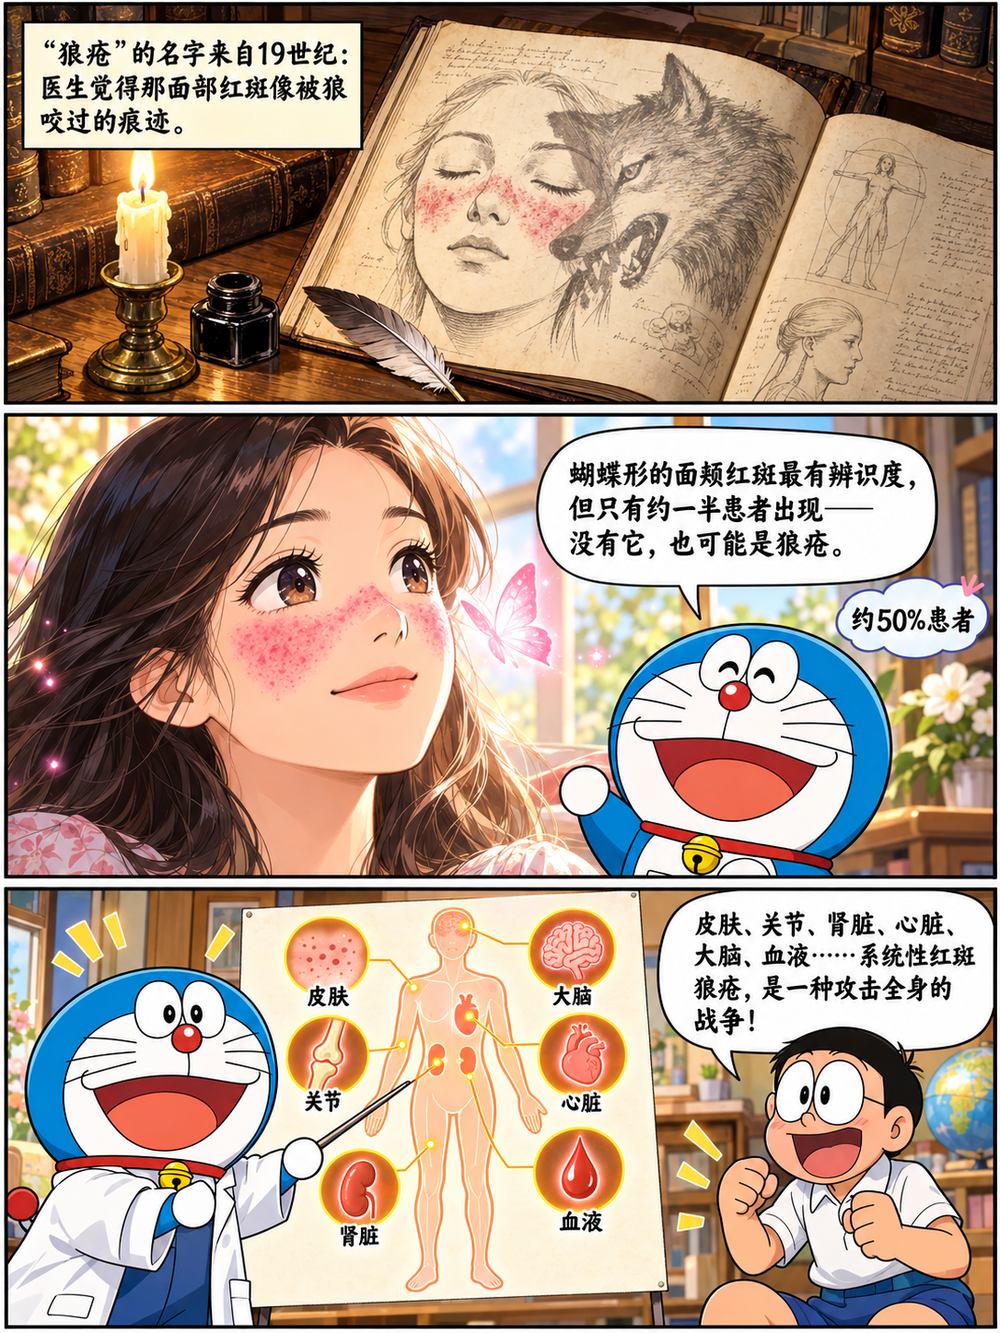 “狼疮”的名字来自19世纪：
医生觉得那面部红斑像被狼
咬过的痕迹。
蝴蝶形的面颊红斑最有辨识度，
但只有约一半患者出现——
没有它，也可能是狼疮。
约50%患者
皮肤、关节、肾脏、心脏、
大脑、血液……系统性红斑
狼疮，是一种攻击全身的
战争！
皮肤
大脑
关节
心脏
肾脏
血液